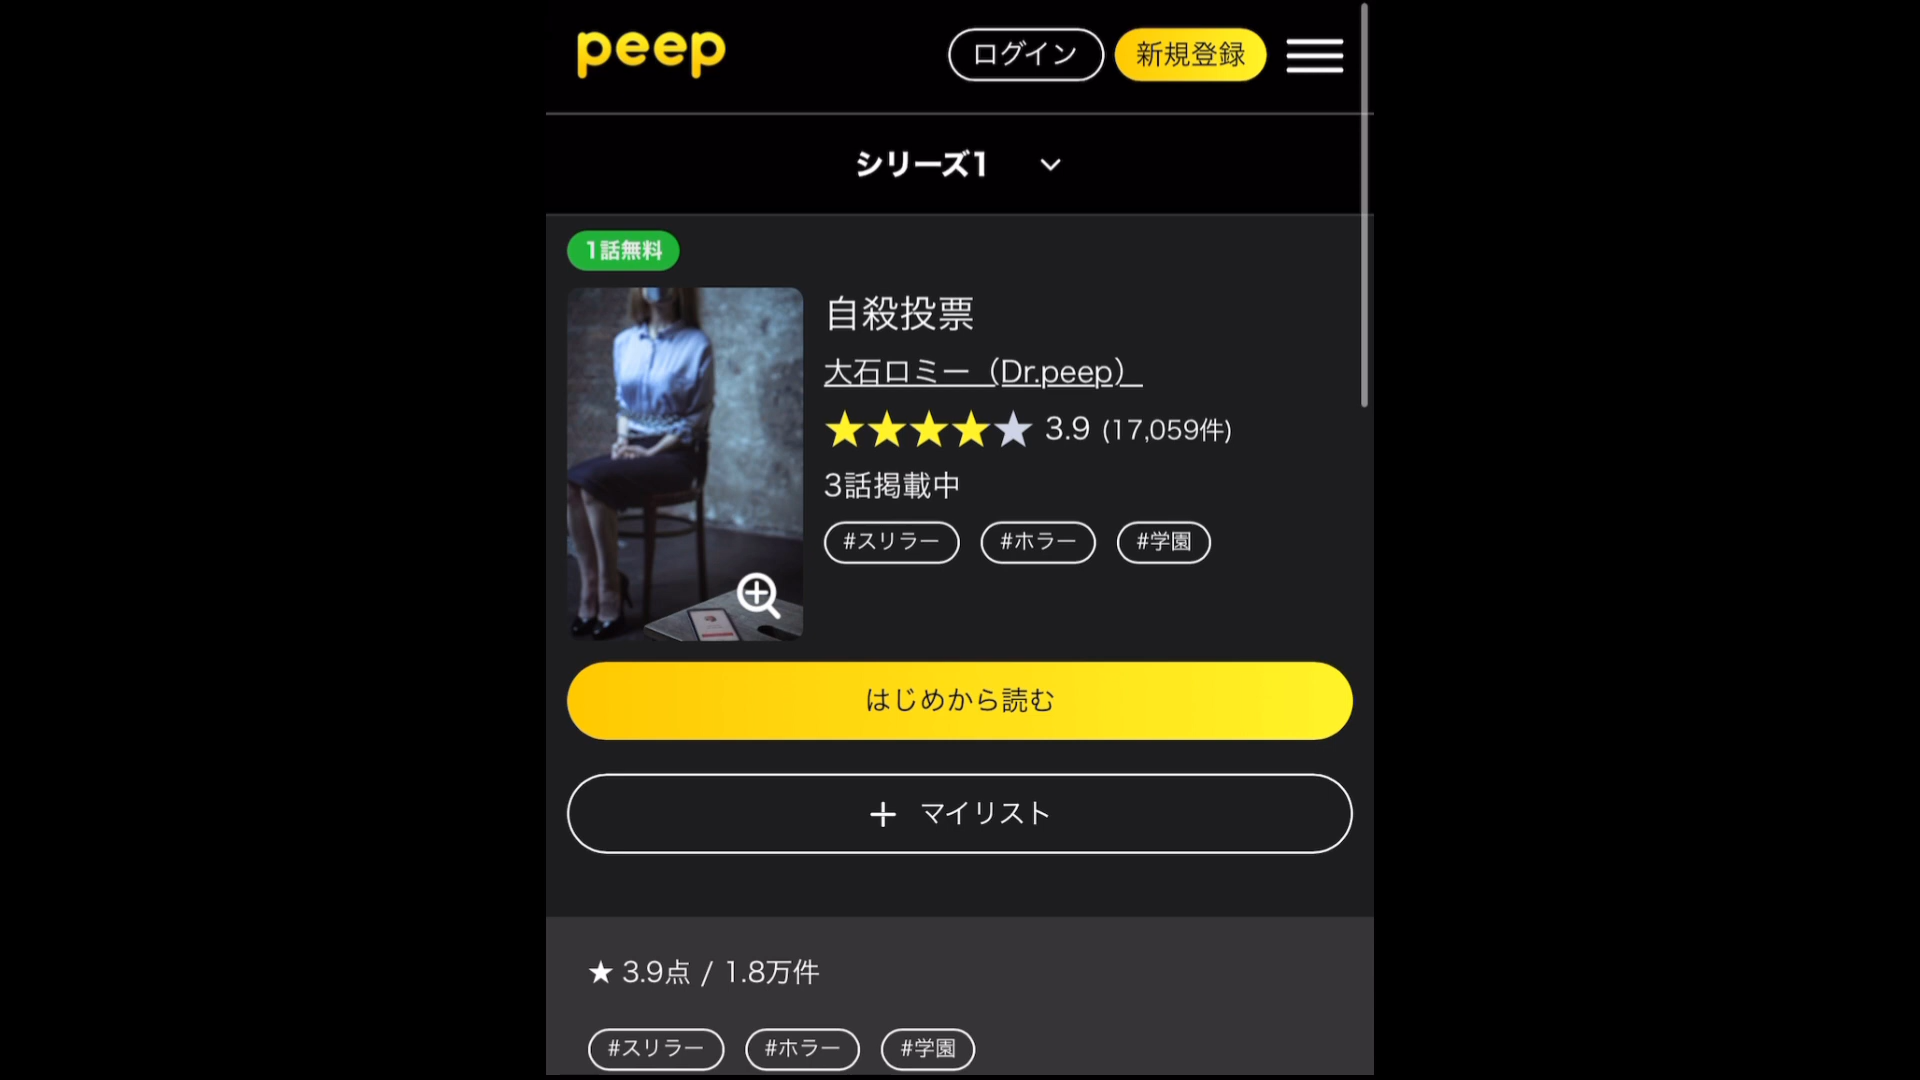 peep
ログイン
新規登録
シリーズ1
1話無料
自殺投票
大石ロミー（Dr.peep）
3.9 (17,059件)
3話掲載中
#スリラー #ホラー #学園
はじめから読む
+ マイリスト
★ 3.9点 / 1.8万件
#スリラー #ホラー #学園